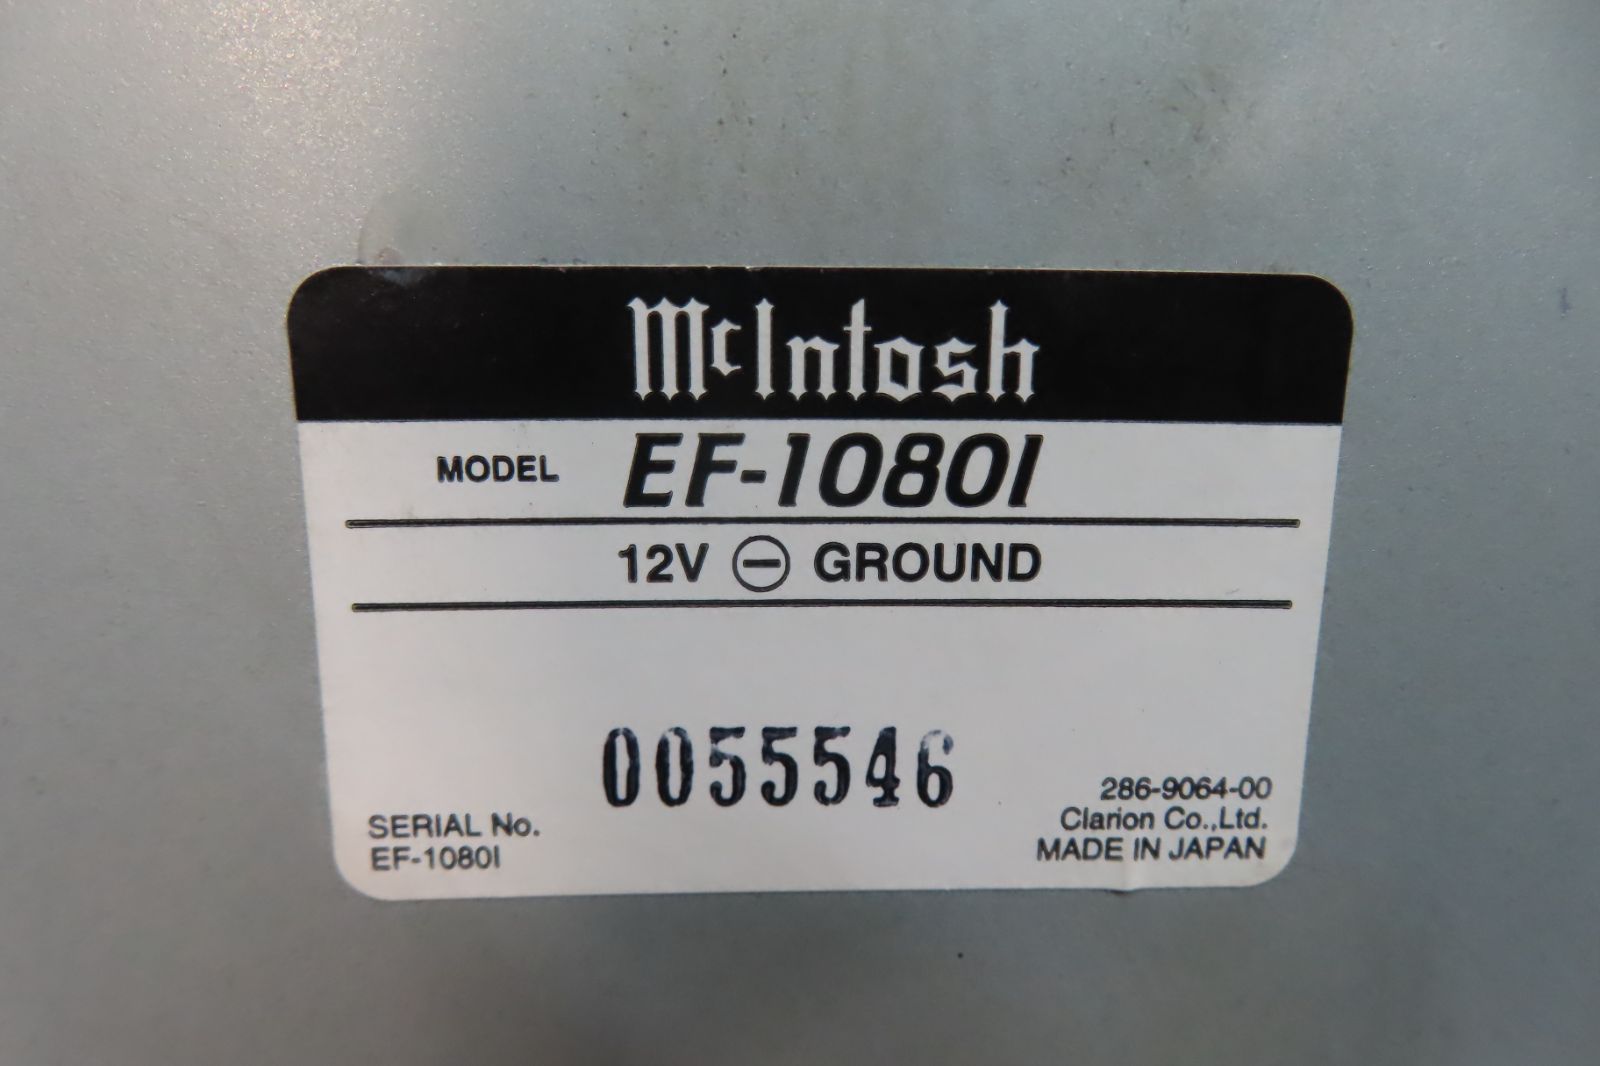 McIntosh
MODEL EF-1080I
12V ⊖ GROUND
0055546
SERIAL No.
EF-1080I
286-9064-00
Clarion Co.,Ltd.
MADE IN JAPAN